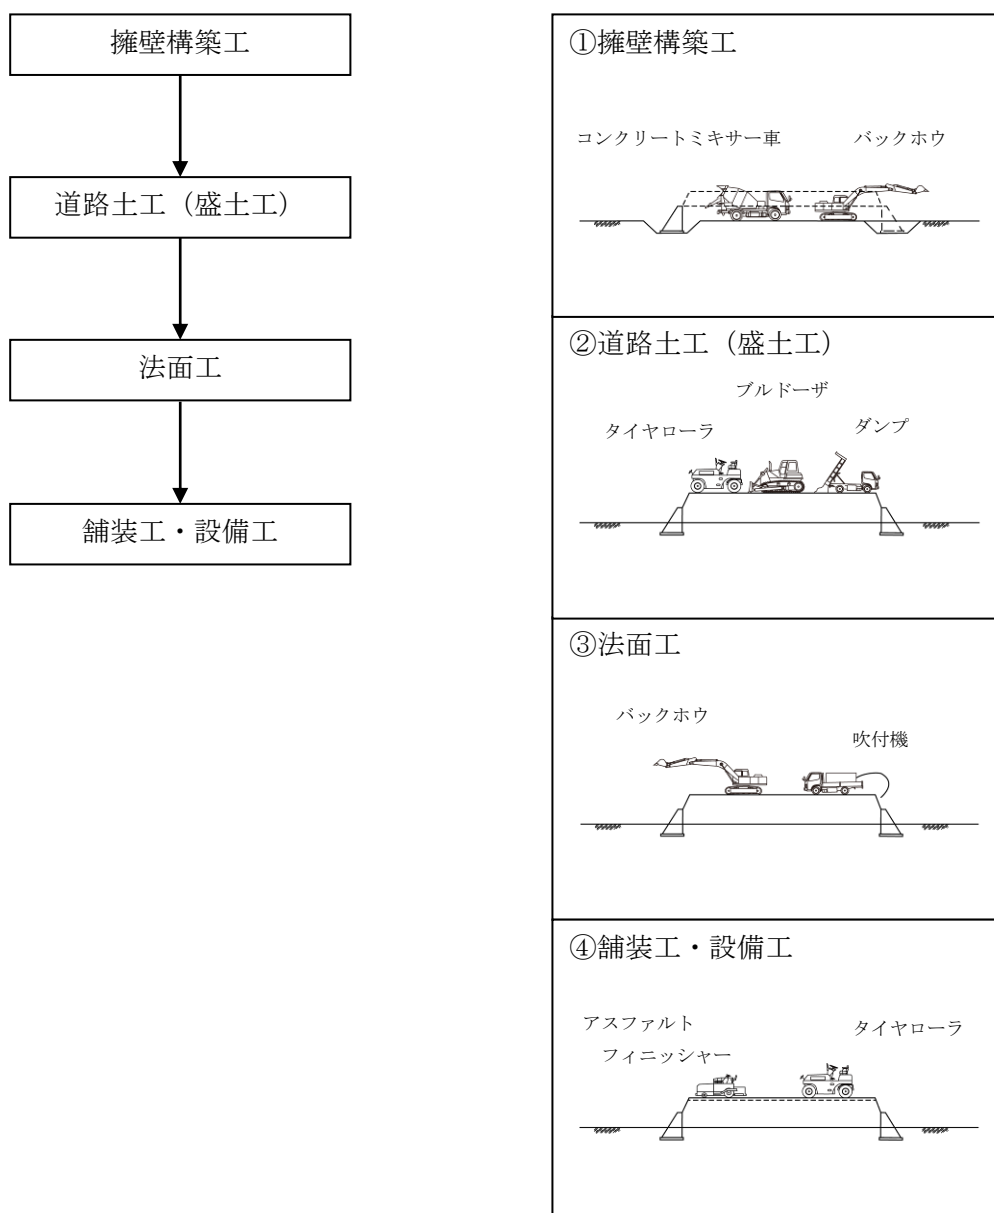 擁壁構築工
道路土工（盛土工）
法面工
舗装工・設備工
①擁壁構築工
コンクリートミキサー車
バックホウ
②道路土工（盛土工）
ブルドーザ
タイヤローラ
ダンプ
③法面工
バックホウ
吹付機
④舗装工・設備工
アスファルト
フィニッシャー
タイヤローラ